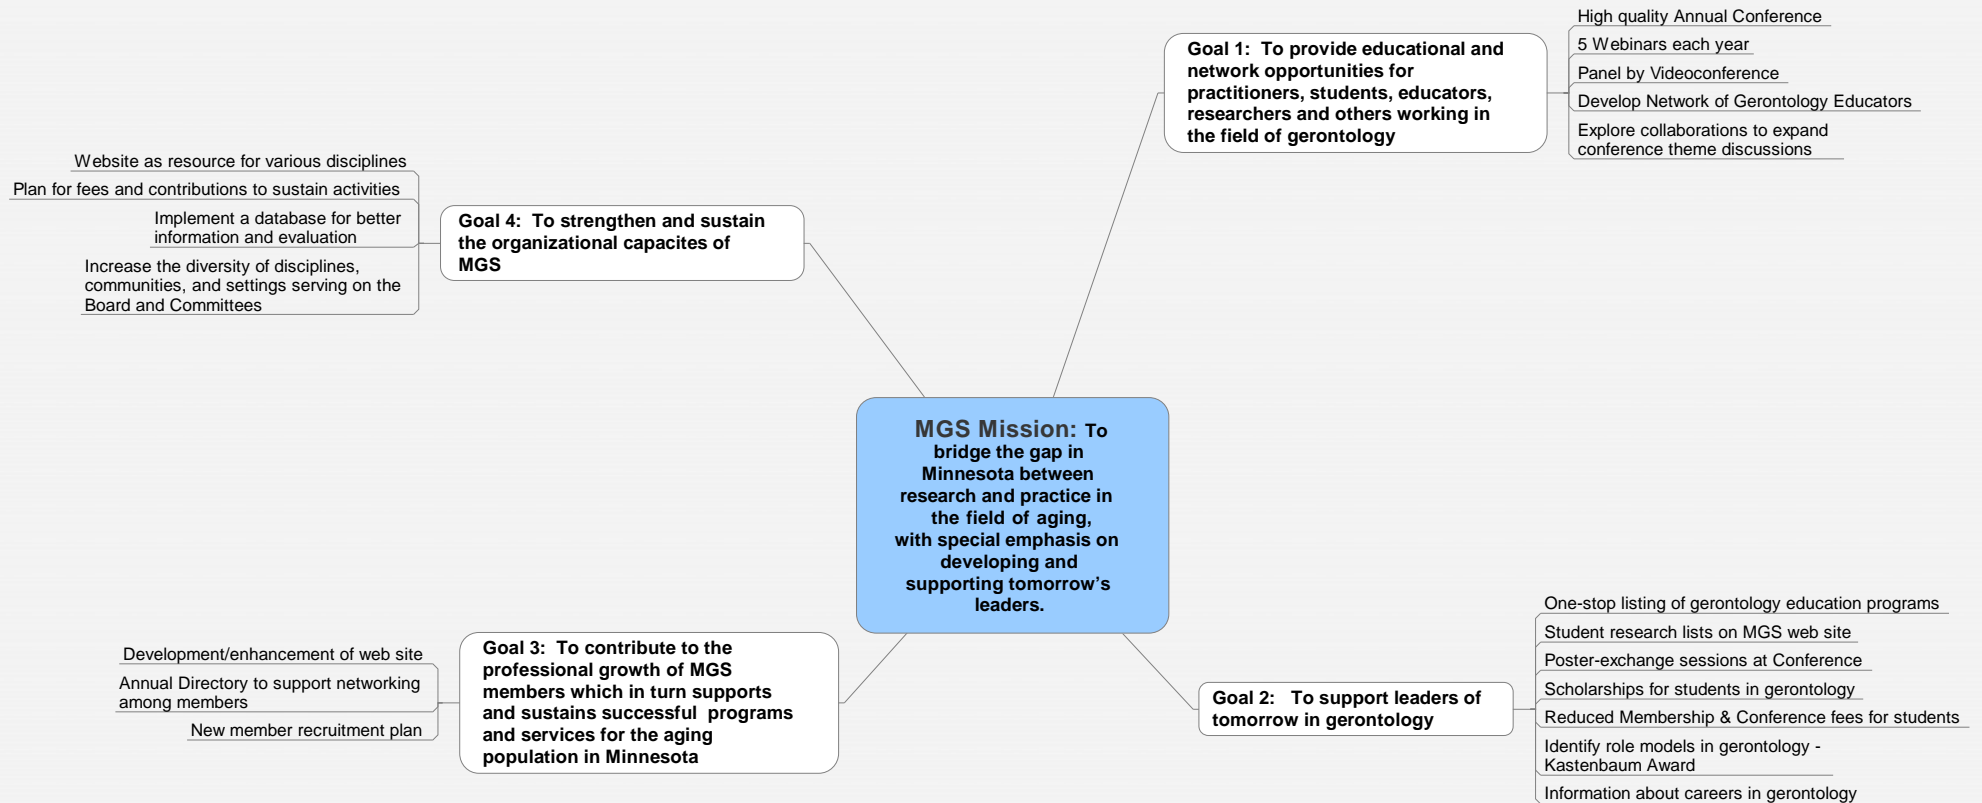 MGS Mission: To
bridge the gap in
Minnesota between
research and practice in
the field of aging,
with special emphasis on
developing and
supporting tomorrow's
leaders.
Goal 1:  To provide educational and
network opportunities for
practitioners, students, educators,
researchers and others working in
the field of gerontology
High quality Annual Conference
5 Webinars each year
Panel by Videoconference
Develop Network of Gerontology Educators
Explore collaborations to expand
conference theme discussions
Goal 2:   To support leaders of
tomorrow in gerontology
One-stop listing of gerontology education programs
Student research lists on MGS web site
Poster-exchange sessions at Conference
Scholarships for students in gerontology
Reduced Membership & Conference fees for students
Identify role models in gerontology -
Kastenbaum Award
Information about careers in gerontology
Goal 3:  To contribute to the
professional growth of MGS
members which in turn supports
and sustains successful  programs
and services for the aging
population in Minnesota
Development/enhancement of web site
Annual Directory to support networking
among members
New member recruitment plan
Goal 4:  To strengthen and sustain
the organizational capacites of
MGS
Website as resource for various disciplines
Plan for fees and contributions to sustain activities
Implement a database for better
information and evaluation
Increase the diversity of disciplines,
communities, and settings serving on the
Board and Committees